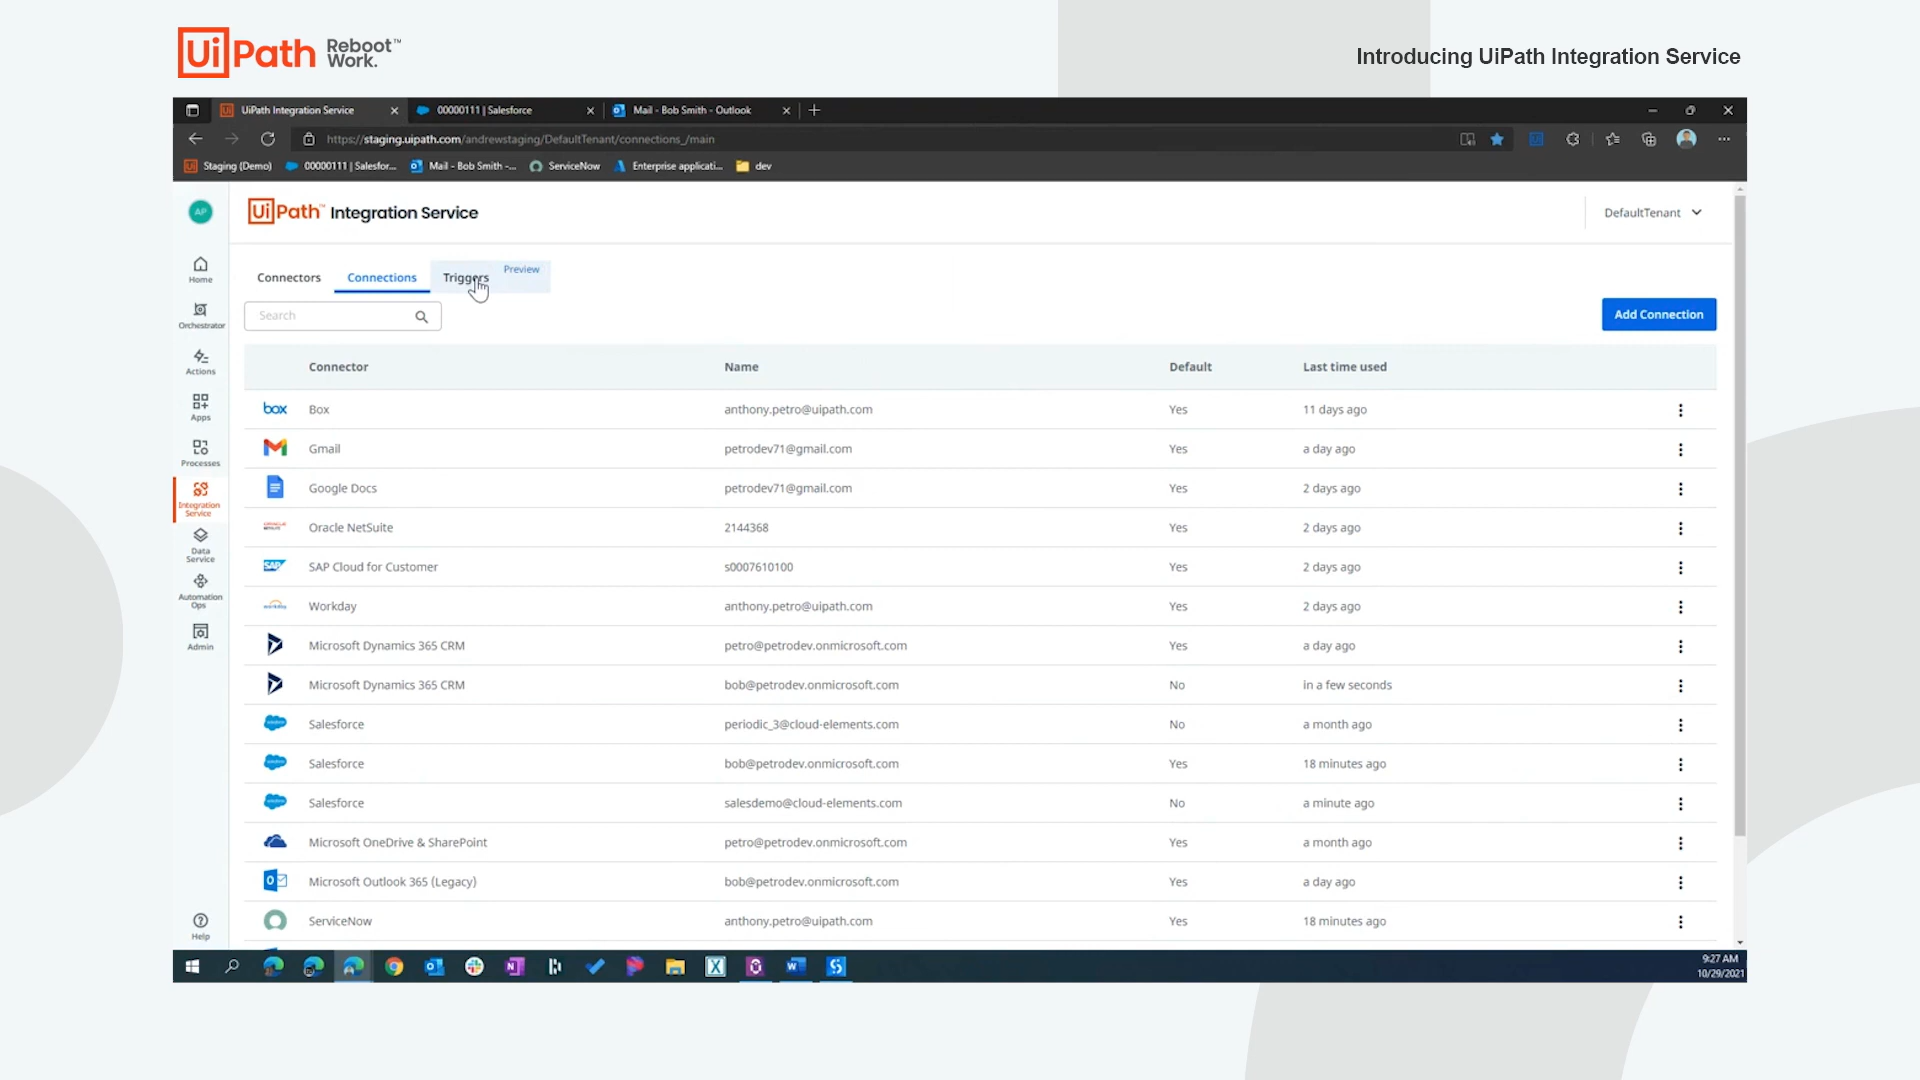 UiPath Reboot Work.™
Introducing UiPath Integration Service
UiPath Integration Service
00000111 | Salesforce
Mail - Bob Smith - Outlook
https://staging.uipath.com/andrewstaging/DefaultTenant/connections_/main
Staging (Demo)
00000111 | Salesfor...
Mail - Bob Smith -...
ServiceNow
Enterprise applicati...
dev
AP
UiPath™ Integration Service
DefaultTenant
Home
Orchestrator
Actions
Apps
Processes
Integration Service
Data Service
Automation Ops
Admin
Help
Connectors
Connections
Triggers
Preview
Search
Add Connection
Connector Name Default Last time used
box Box anthony.petro@uipath.com Yes 11 days ago
Gmail petrodev71@gmail.com Yes a day ago
Google Docs petrodev71@gmail.com Yes 2 days ago
Oracle NetSuite 2144368 Yes 2 days ago
SAP SAP Cloud for Customer s0007610100 Yes 2 days ago
workday Workday anthony.petro@uipath.com Yes 2 days ago
Microsoft Dynamics 365 CRM petro@petrodev.onmicrosoft.com Yes a day ago
Microsoft Dynamics 365 CRM bob@petrodev.onmicrosoft.com No in a few seconds
Salesforce periodic_3@cloud-elements.com No a month ago
Salesforce bob@petrodev.onmicrosoft.com Yes 18 minutes ago
Salesforce salesdemo@cloud-elements.com No a minute ago
Microsoft OneDrive & SharePoint petro@petrodev.onmicrosoft.com Yes a month ago
Microsoft Outlook 365 (Legacy) bob@petrodev.onmicrosoft.com Yes a day ago
ServiceNow anthony.petro@uipath.com Yes 18 minutes ago
9:27 AM
10/29/2021